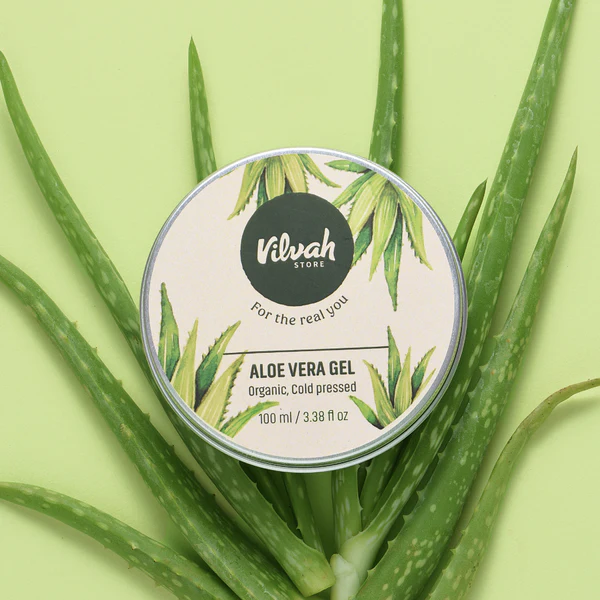 Vilvah
STORE
For the real you
ALOE VERA GEL
Organic, Cold pressed
100 ml / 3.38 fl oz